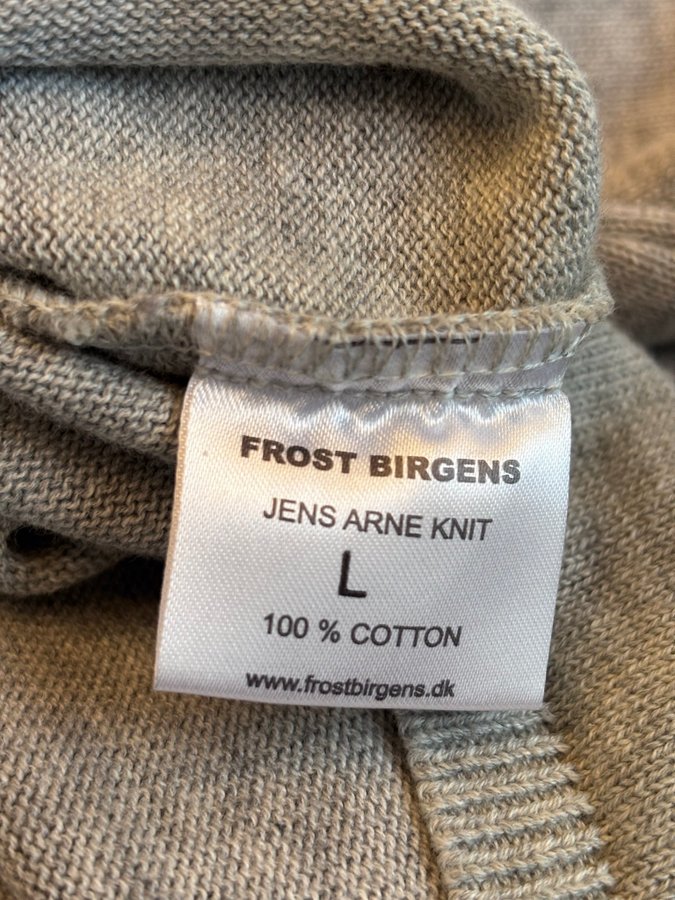 FROST BIRGENS
JENS ARNE KNIT
L
100 % COTTON
www.frostbirgens.dk